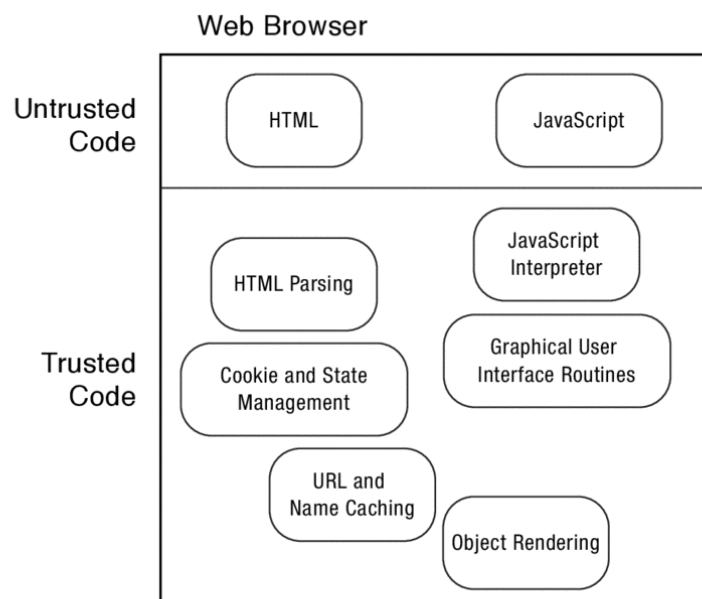 Web Browser
Untrusted
Code
HTML
JavaScript
Trusted
Code
HTML Parsing
JavaScript
Interpreter
Cookie and State
Management
Graphical User
Interface Routines
URL and
Name Caching
Object Rendering